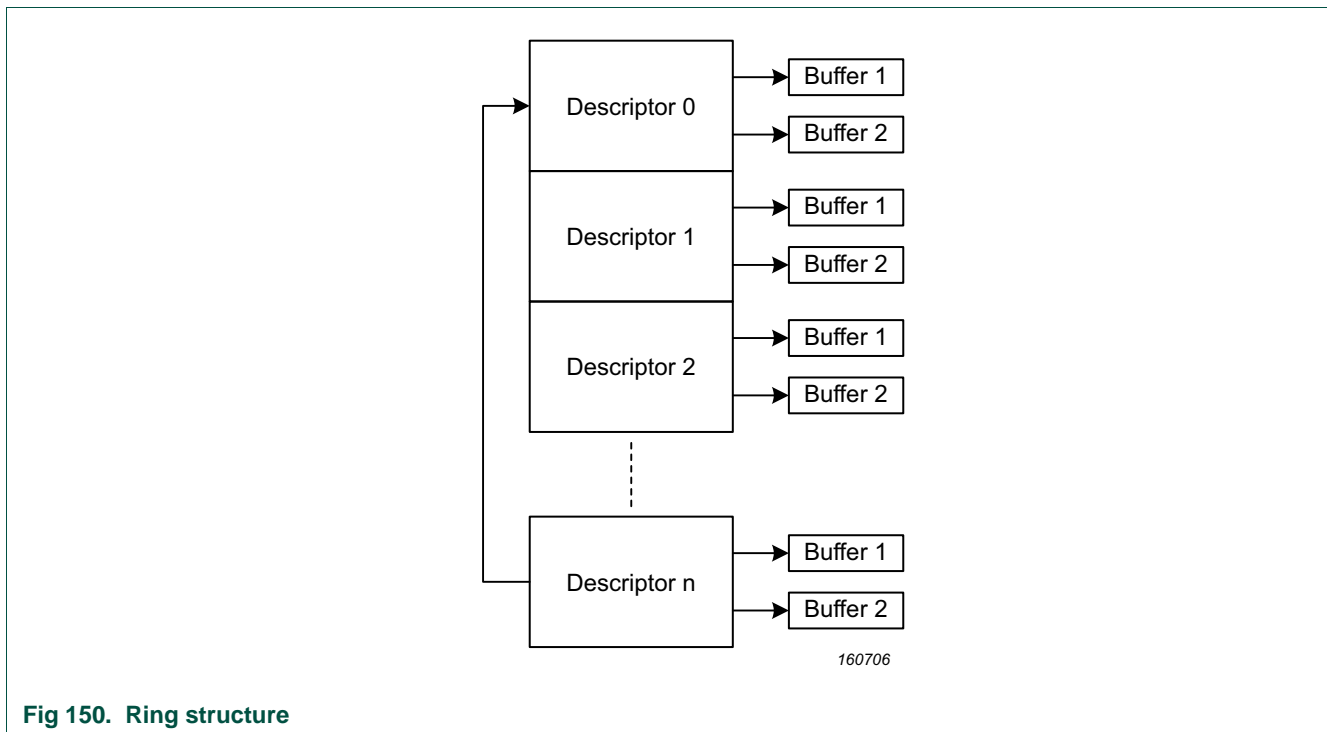 Descriptor 0
Buffer 1
Buffer 2
Descriptor 1
Buffer 1
Buffer 2
Descriptor 2
Buffer 1
Buffer 2
Descriptor n
Buffer 1
Buffer 2
160706
Fig 150. Ring structure